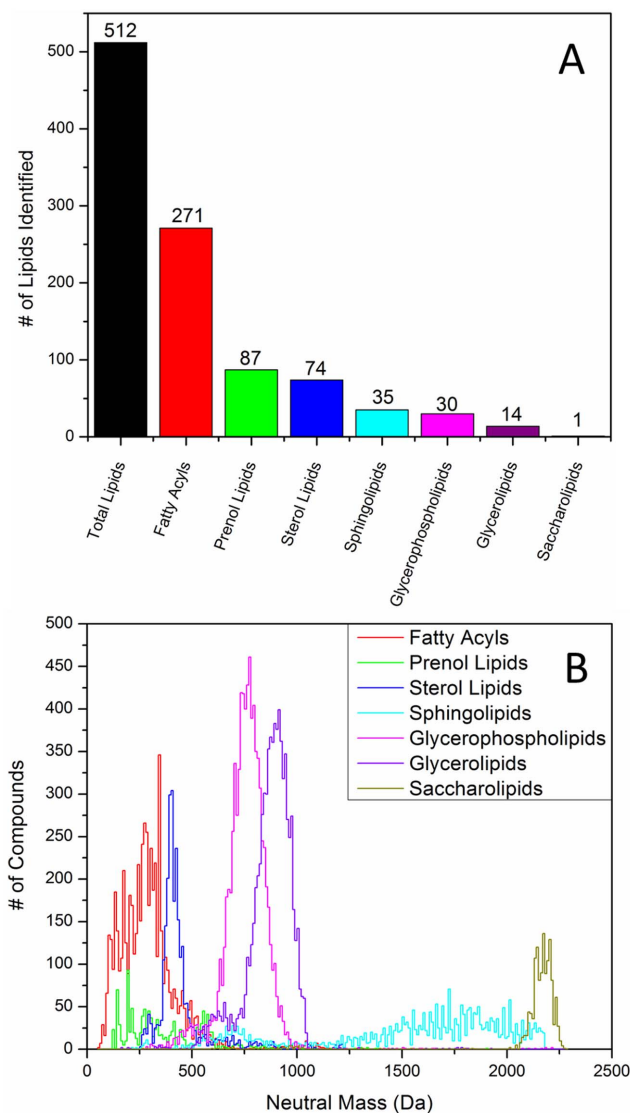 A
# of Lipids Identified
500
400
300
200
100
0
512
271
87
74
35
30
14
1
Total Lipids
Fatty Acyls
Prenol Lipids
Sterol Lipids
Sphingolipids
Glycerophospholipids
Glycerolipids
Saccharolipids
B
# of Compounds
500
450
400
350
300
250
200
150
100
50
0
Fatty Acyls
Prenol Lipids
Sterol Lipids
Sphingolipids
Glycerophospholipids
Glycerolipids
Saccharolipids
0
500
1000
1500
2000
2500
Neutral Mass (Da)